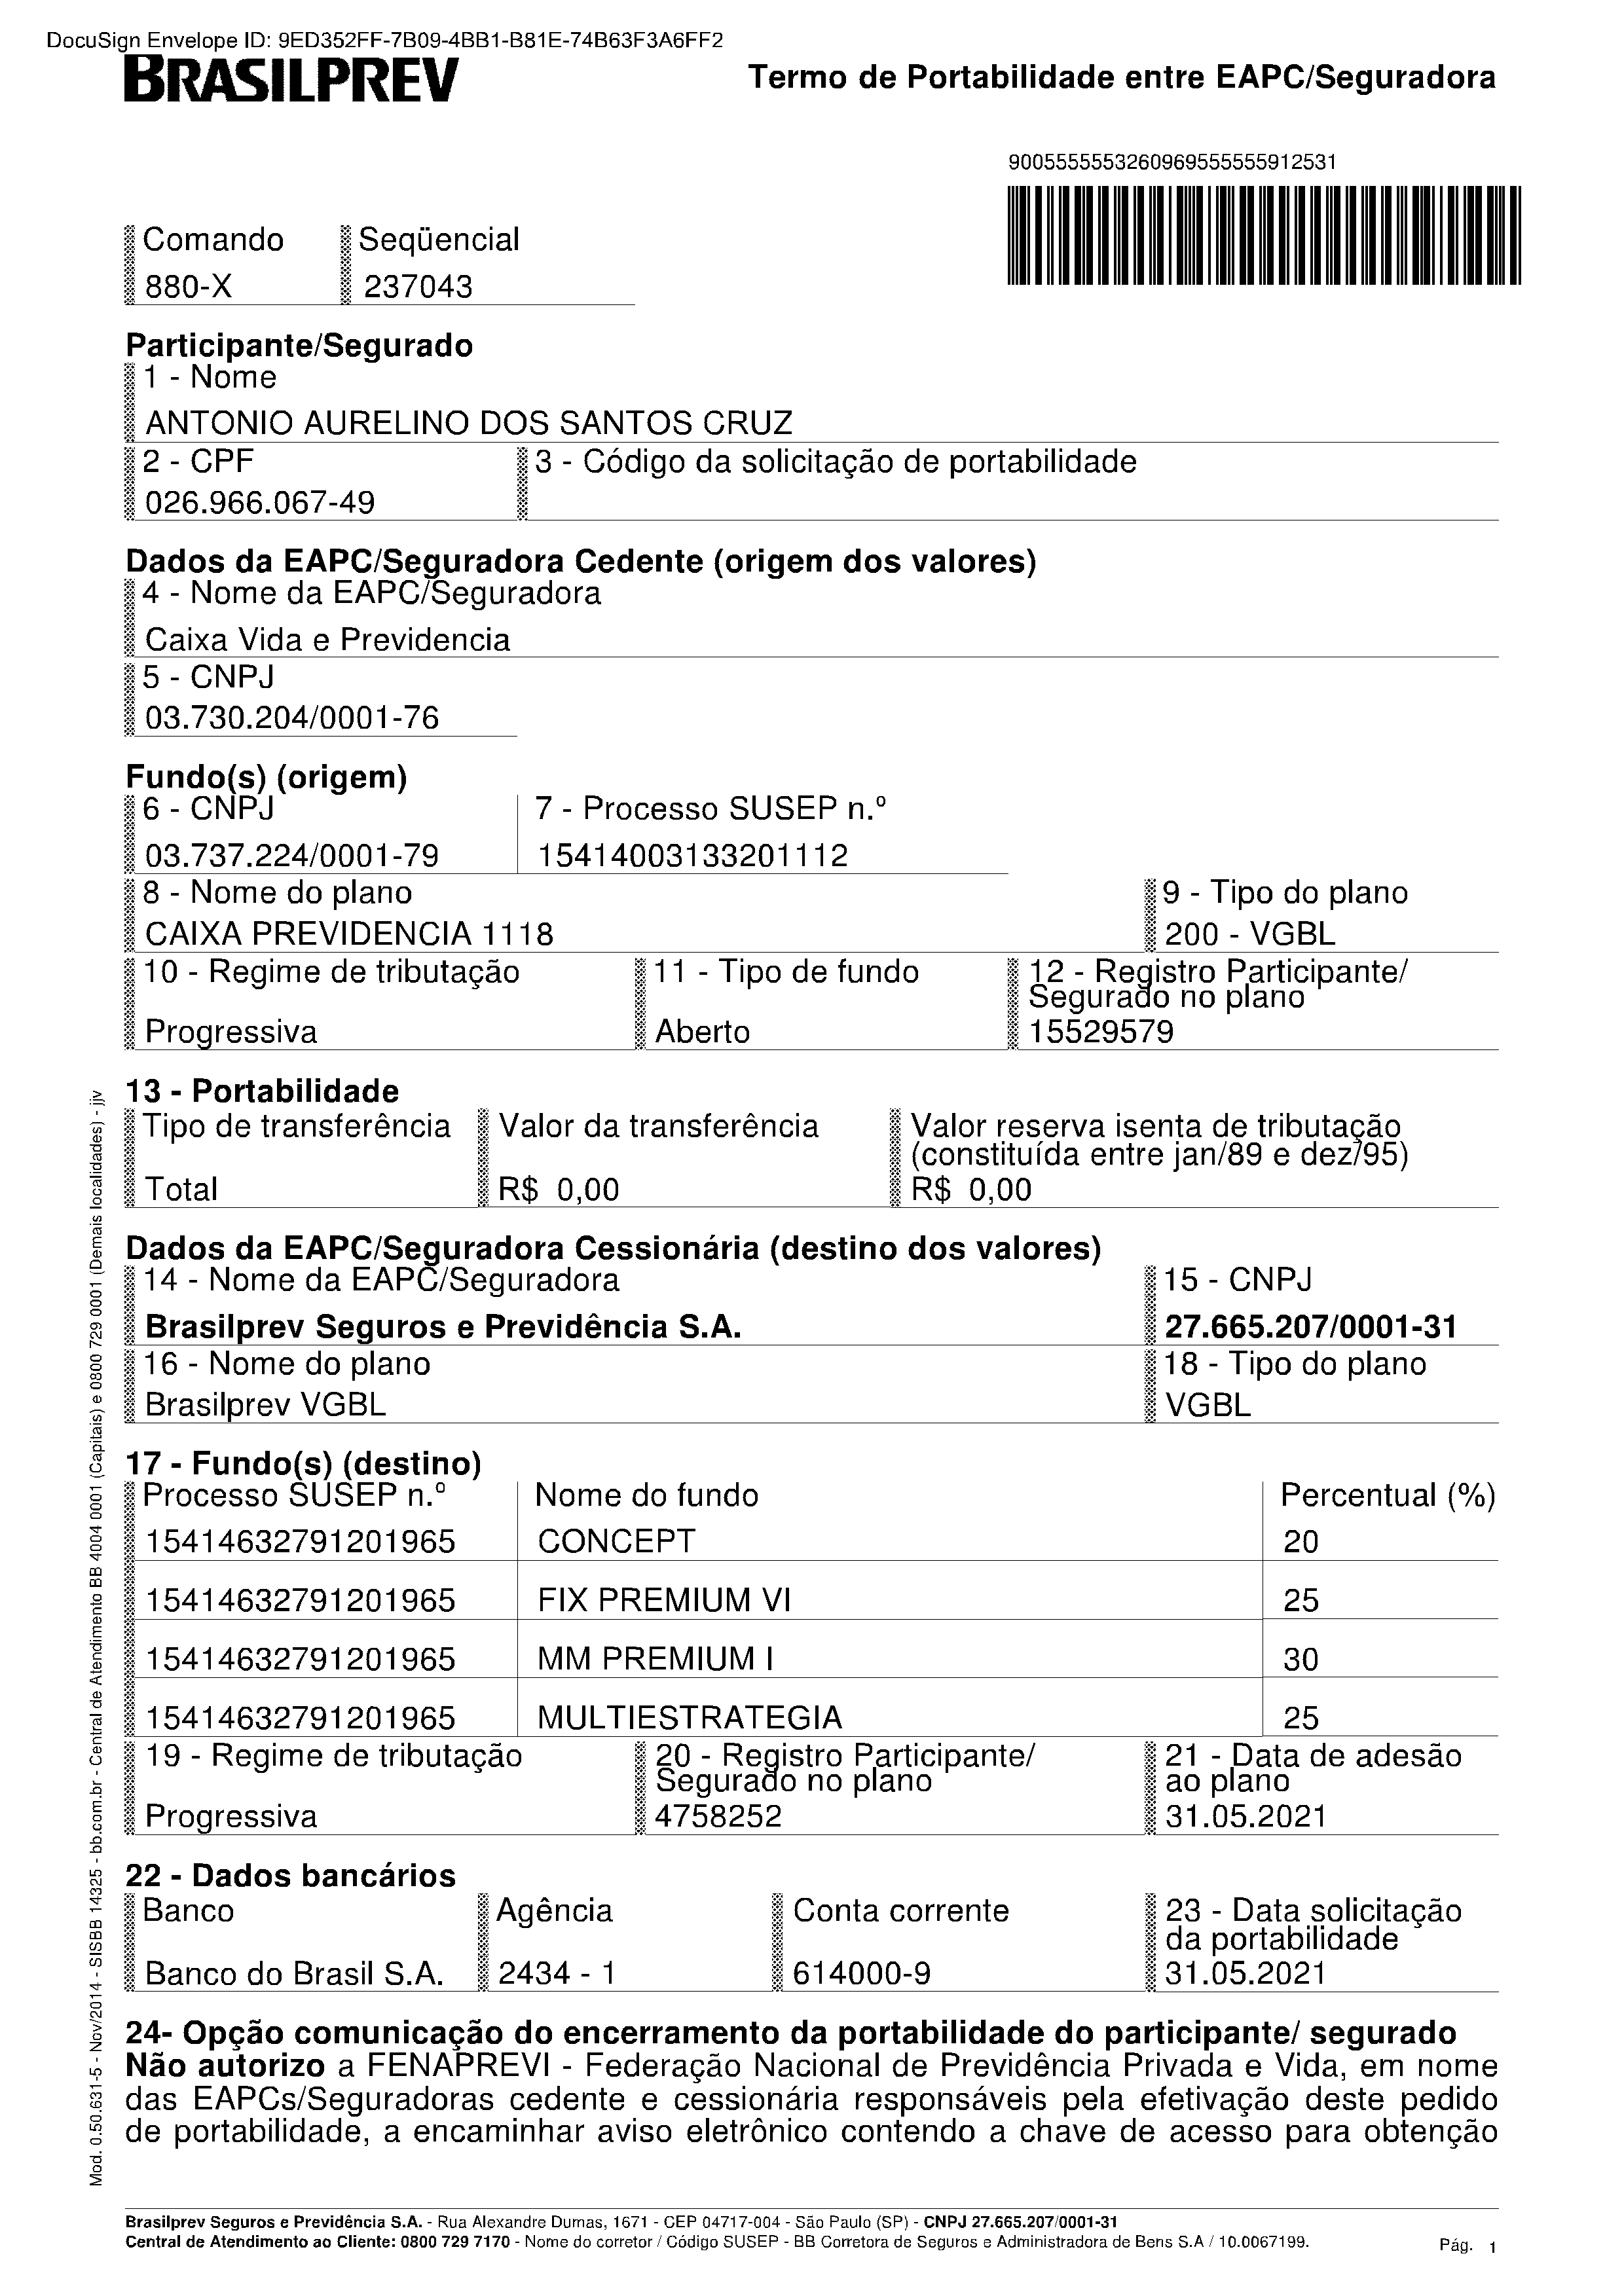 DocuSign Envelope ID: 9ED352FF-7B09-4BB1-B81E-74B63F3A6FF2
BRASILPREV
Termo de Portabilidade entre EAPC/Seguradora
9005555553260969555555912531
Comando Seqüencial
880-X 237043
Participante/Segurado
1 - Nome
ANTONIO AURELINO DOS SANTOS CRUZ
2 - CPF 3 - Código da solicitação de portabilidade
026.966.067-49
Dados da EAPC/Seguradora Cedente (origem dos valores)
4 - Nome da EAPC/Seguradora
Caixa Vida e Previdencia
5 - CNPJ
03.730.204/0001-76
Fundo(s) (origem)
6 - CNPJ 7 - Processo SUSEP n.º
03.737.224/0001-79 15414003133201112
8 - Nome do plano 9 - Tipo do plano
CAIXA PREVIDENCIA 1118 200 - VGBL
10 - Regime de tributação 11 - Tipo de fundo 12 - Registro Participante/
Segurado no plano
Progressiva Aberto 15529579
13 - Portabilidade
Tipo de transferência Valor da transferência Valor reserva isenta de tributação
(constituída entre jan/89 e dez/95)
Total R$ 0,00 R$ 0,00
Dados da EAPC/Seguradora Cessionária (destino dos valores)
14 - Nome da EAPC/Seguradora 15 - CNPJ
Brasilprev Seguros e Previdência S.A. 27.665.207/0001-31
16 - Nome do plano 18 - Tipo do plano
Brasilprev VGBL VGBL
17 - Fundo(s) (destino)
Processo SUSEP n.º Nome do fundo Percentual (%)
15414632791201965 CONCEPT 20
15414632791201965 FIX PREMIUM VI 25
15414632791201965 MM PREMIUM I 30
15414632791201965 MULTIESTRATEGIA 25
19 - Regime de tributação 20 - Registro Participante/ 21 - Data de adesão
Segurado no plano ao plano
Progressiva 4758252 31.05.2021
22 - Dados bancários
Banco Agência Conta corrente 23 - Data solicitação
da portabilidade
Banco do Brasil S.A. 2434 - 1 614000-9 31.05.2021
24- Opção comunicação do encerramento da portabilidade do participante/ segurado
Não autorizo a FENAPREVI - Federação Nacional de Previdência Privada e Vida, em nome
das EAPCs/Seguradoras cedente e cessionária responsáveis pela efetivação deste pedido
de portabilidade, a encaminhar aviso eletrônico contendo a chave de acesso para obtenção
Mod. 0.50.631-5 - Nov/2014 - SISBB 14325 - bb.com.br - Central de Atendimento BB 4004 0001 (Capitais) e 0800 729 0001 (Demais localidades) - jjv
Brasilprev Seguros e Previdência S.A. - Rua Alexandre Dumas, 1671 - CEP 04717-004 - São Paulo (SP) - CNPJ 27.665.207/0001-31
Central de Atendimento ao Cliente: 0800 729 7170 - Nome do corretor / Código SUSEP - BB Corretora de Seguros e Administradora de Bens S.A / 10.0067199.
Pág. 1